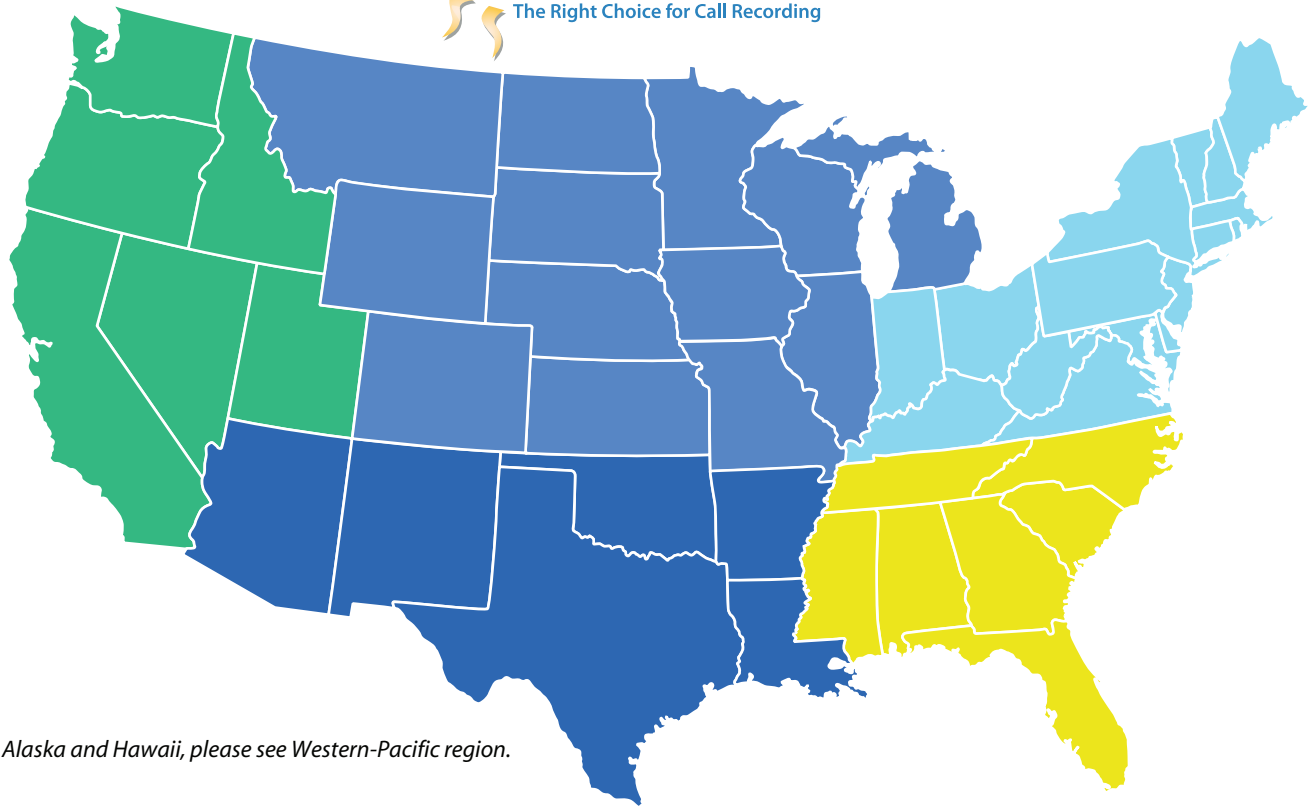 The Right Choice for Call Recording
Alaska and Hawaii, please see Western-Pacific region.